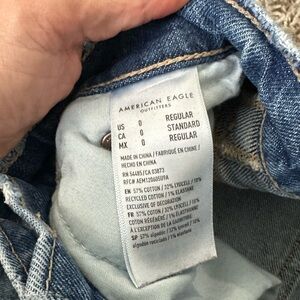 AMERICAN EAGLE
OUTFITTERS
US 0 REGULAR
CA 0 STANDARD
MX 0 REGULAR
MADE IN CHINA / FABRIQUÉ EN CHINE /
HECHO EN CHINA
RN 54485/CA 03873
EN 57% COTTON / 32% LYOCELL / 10%
RECYCLED COTTON / 1% ELASTANE
EXCLUSIVE OF DECORATION
FR 57% COTON / 32% LYOCELL / 10%
COTON RÉGÉNÉRÉ / 1% ÉLASTHANNE
À L'EXCEPTION DE LA GARNITURE
SP 57% algodón / 32% lyocell / 10%
algodón reciclado / 1% elastano